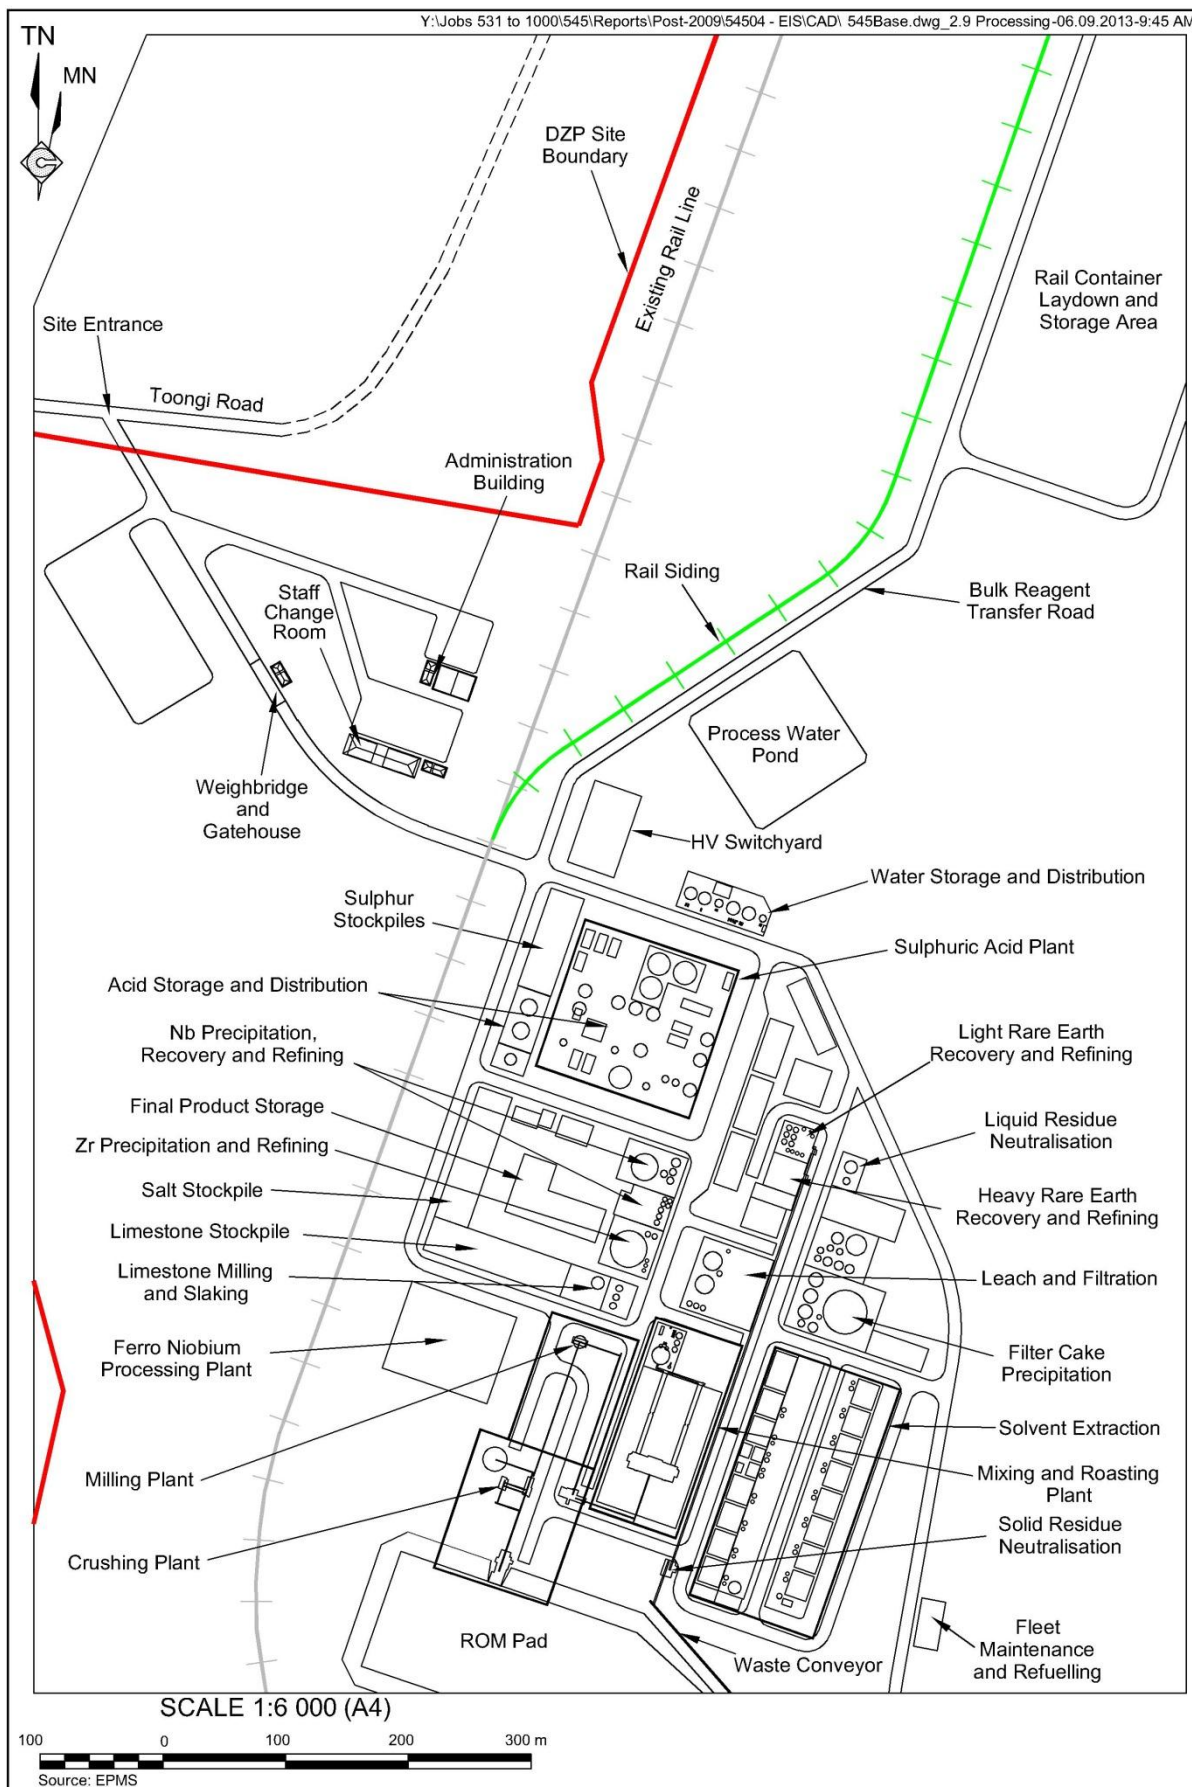 Y:\Jobs 531 to 1000\545\Reports\Post-2009\54504 - EIS\CAD\ 545Base.dwg_2.9 Processing-06.09.2013-9:45 AM
TN
MN
DZP Site
Boundary
Existing Rail Line
Rail Container
Laydown and
Storage Area
Site Entrance
Toongi Road
Administration
Building
Staff
Change
Room
Rail Siding
Bulk Reagent
Transfer Road
Process Water
Pond
Weighbridge
and
Gatehouse
HV Switchyard
Water Storage and Distribution
Sulphur
Stockpiles
Sulphuric Acid Plant
Acid Storage and Distribution
Nb Precipitation,
Recovery and Refining
Light Rare Earth
Recovery and Refining
Final Product Storage
Liquid Residue
Neutralisation
Zr Precipitation and Refining
Salt Stockpile
Heavy Rare Earth
Recovery and Refining
Limestone Stockpile
Limestone Milling
and Slaking
Leach and Filtration
Ferro Niobium
Processing Plant
Filter Cake
Precipitation
Solvent Extraction
Milling Plant
Mixing and Roasting
Plant
Crushing Plant
Solid Residue
Neutralisation
ROM Pad
Waste Conveyor
Fleet
Maintenance
and Refuelling
SCALE 1:6 000 (A4)
100 0 100 200 300 m
Source: EPMS